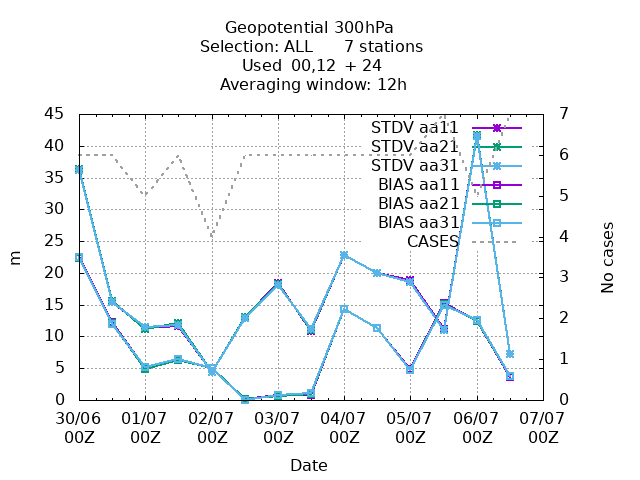 Geopotential 300hPa
Selection: ALL 7 stations
Used 00,12 + 24
Averaging window: 12h
45 7
40
35 6
30 5
25 4
20 3
15 2
10
5 1
0 0
STDV aa11
STDV aa21
STDV aa31
BIAS aa11
BIAS aa21
BIAS aa31
CASES
m
No cases
30/06 01/07 02/07 03/07 04/07 05/07 06/07 07/07
00Z 00Z 00Z 00Z 00Z 00Z 00Z 00Z
Date